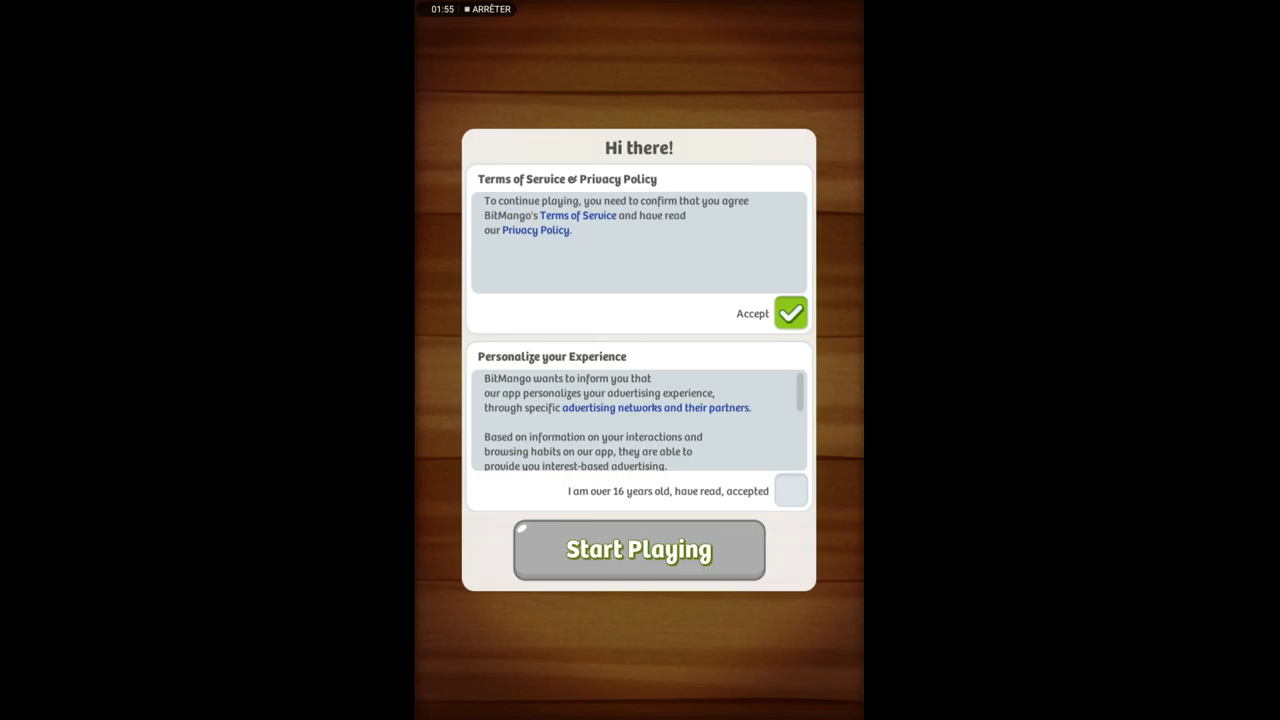 01:55 ARRÊTER
Hi there!
Terms of Service & Privacy Policy
To continue playing, you need to confirm that you agree
BitMango's Terms of Service and have read
our Privacy Policy.
Accept
Personalize your Experience
BitMango wants to inform you that
our app personalizes your advertising experience,
through specific advertising networks and their partners.
Based on information on your interactions and
browsing habits on our app, they are able to
provide you interest-based advertising.
I am over 16 years old, have read, accepted
Start Playing